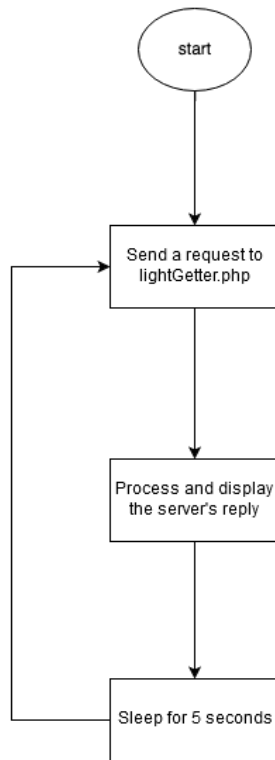 start
Send a request to
lightGetter.php
Process and display
the server's reply
Sleep for 5 seconds